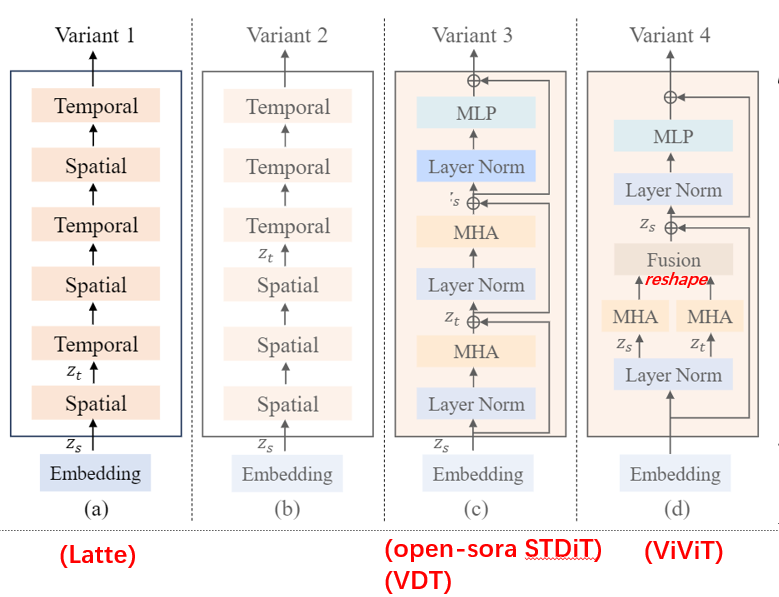 Variant 1
Temporal
Spatial
Temporal
Spatial
Temporal
z_t
Spatial
z_s
Embedding
(a)
(Latte)
Variant 2
Temporal
Temporal
Temporal
z_t
Spatial
Spatial
Spatial
z_s
Embedding
(b)
Variant 3
MLP
Layer Norm
's
MHA
Layer Norm
z_t
MHA
Layer Norm
z_s
Embedding
(c)
(open-sora STDiT)
(VDT)
Variant 4
MLP
Layer Norm
z_s
Fusion
reshape
MHA MHA
z_s z_t
Layer Norm
Embedding
(d)
(ViViT)